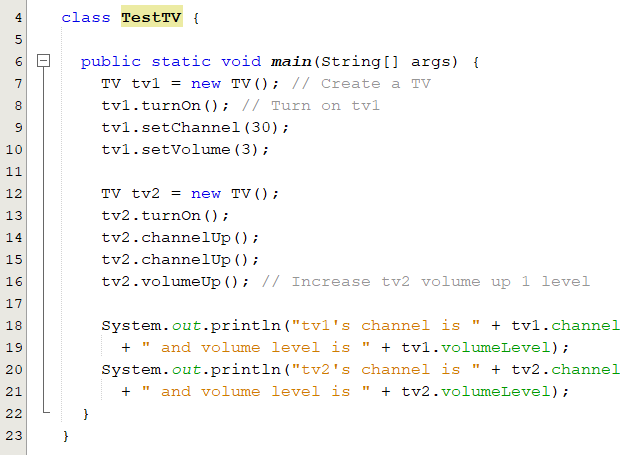 4 class TestTV {
5
6 public static void main(String[] args) {
7 TV tv1 = new TV(); // Create a TV
8 tv1.turnOn(); // Turn on tv1
9 tv1.setChannel(30);
10 tv1.setVolume(3);
11
12 TV tv2 = new TV();
13 tv2.turnOn();
14 tv2.channelUp();
15 tv2.channelUp();
16 tv2.volumeUp(); // Increase tv2 volume up 1 level
17
18 System.out.println("tv1's channel is " + tv1.channel
19 + " and volume level is " + tv1.volumeLevel);
20 System.out.println("tv2's channel is " + tv2.channel
21 + " and volume level is " + tv2.volumeLevel);
22 }
23 }